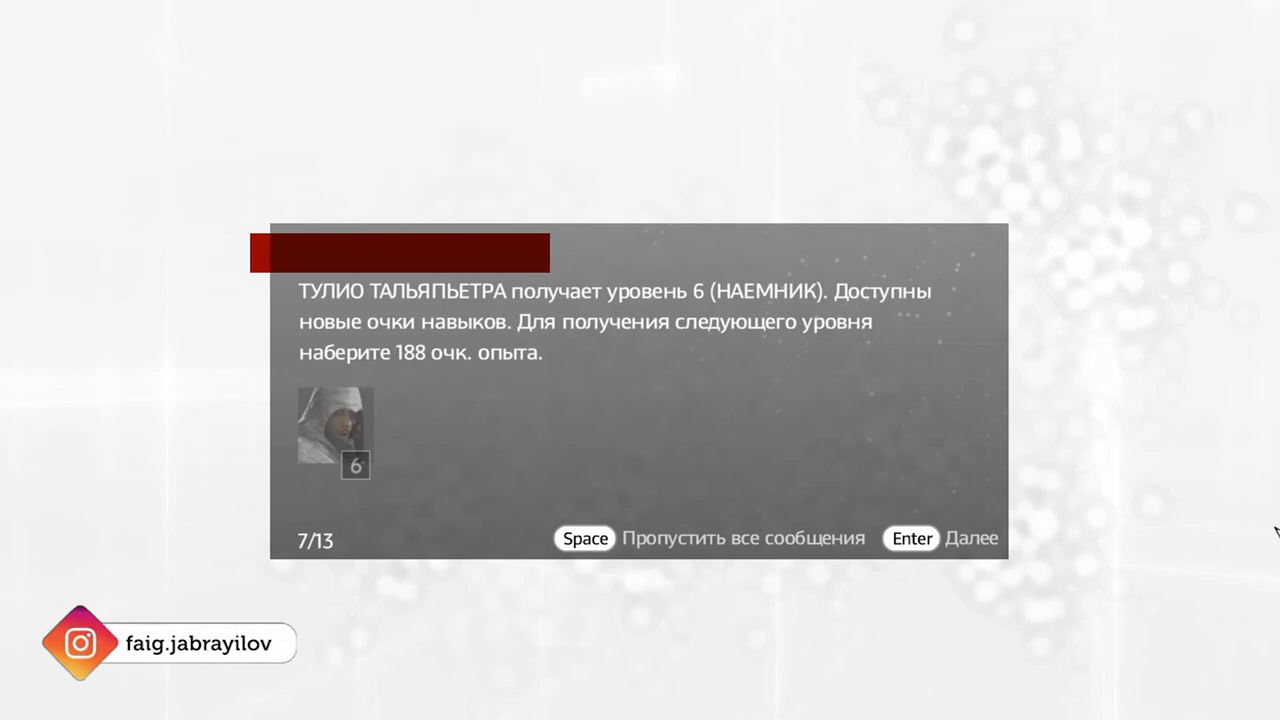 ТУЛИО ТАЛЬЯПЬЕТРА получает уровень 6 (НАЕМНИК). Доступны
новые очки навыков. Для получения следующего уровня
наберите 188 очк. опыта.
6
7/13
Space Пропустить все сообщения Enter Далее
faig.jabrayilov